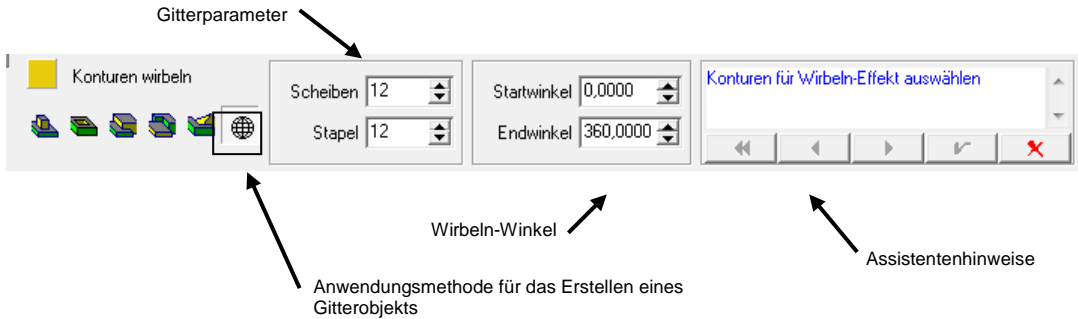 Gitterparameter
Konturen wirbeln
Scheiben 12
Stapel 12
Startwinkel 0,0000
Endwinkel 360,0000
Konturen für Wirbeln-Effekt auswählen
Wirbeln-Winkel
Assistentenhinweise
Anwendungsmethode für das Erstellen eines
Gitterobjekts